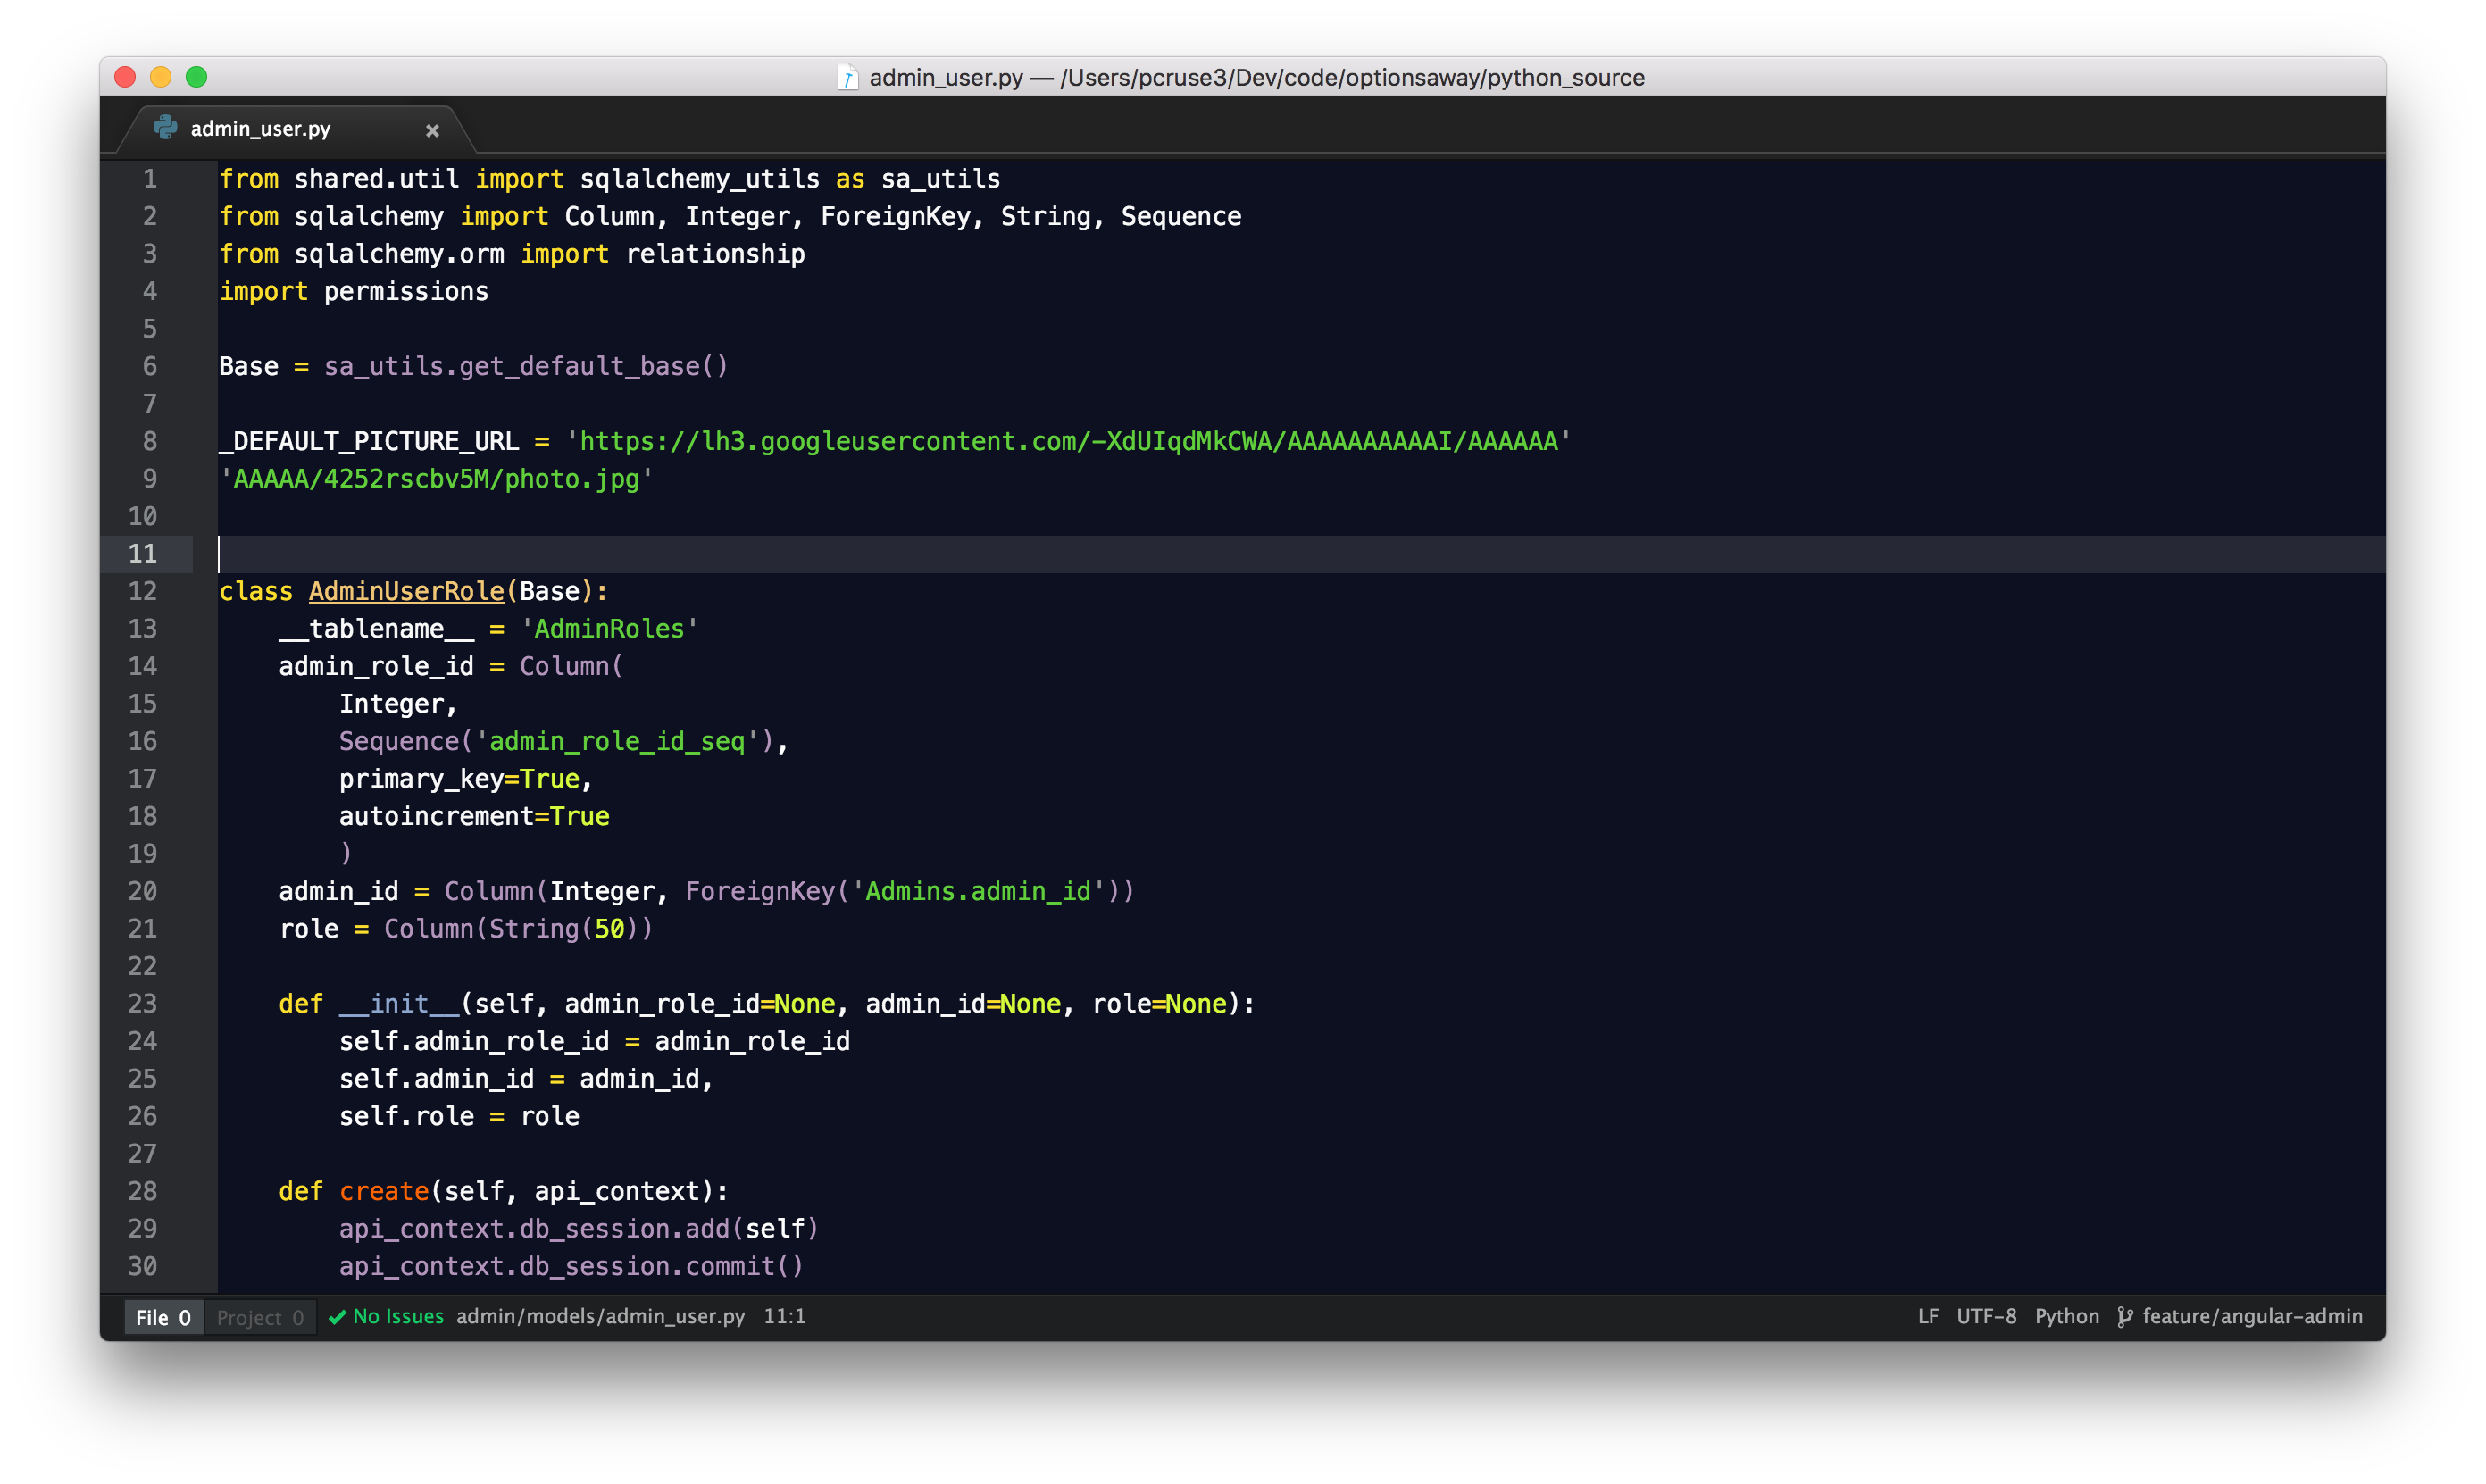 admin_user.py — /Users/pcruse3/Dev/code/optionsaway/python_source
admin_user.py ×
1 from shared.util import sqlalchemy_utils as sa_utils
2 from sqlalchemy import Column, Integer, ForeignKey, String, Sequence
3 from sqlalchemy.orm import relationship
4 import permissions
5
6 Base = sa_utils.get_default_base()
7
8 _DEFAULT_PICTURE_URL = 'https://lh3.googleusercontent.com/-XdUIqdMkCWA/AAAAAAAAAAI/AAAAAA'
9 'AAAAA/4252rscbv5M/photo.jpg'
10
11
12 class AdminUserRole(Base):
13     __tablename__ = 'AdminRoles'
14     admin_role_id = Column(
15         Integer,
16         Sequence('admin_role_id_seq'),
17         primary_key=True,
18         autoincrement=True
19         )
20     admin_id = Column(Integer, ForeignKey('Admins.admin_id'))
21     role = Column(String(50))
22
23     def __init__(self, admin_role_id=None, admin_id=None, role=None):
24         self.admin_role_id = admin_role_id
25         self.admin_id = admin_id,
26         self.role = role
27
28     def create(self, api_context):
29         api_context.db_session.add(self)
30         api_context.db_session.commit()
File 0 Project 0 No Issues admin/models/admin_user.py 11:1 LF UTF-8 Python feature/angular-admin